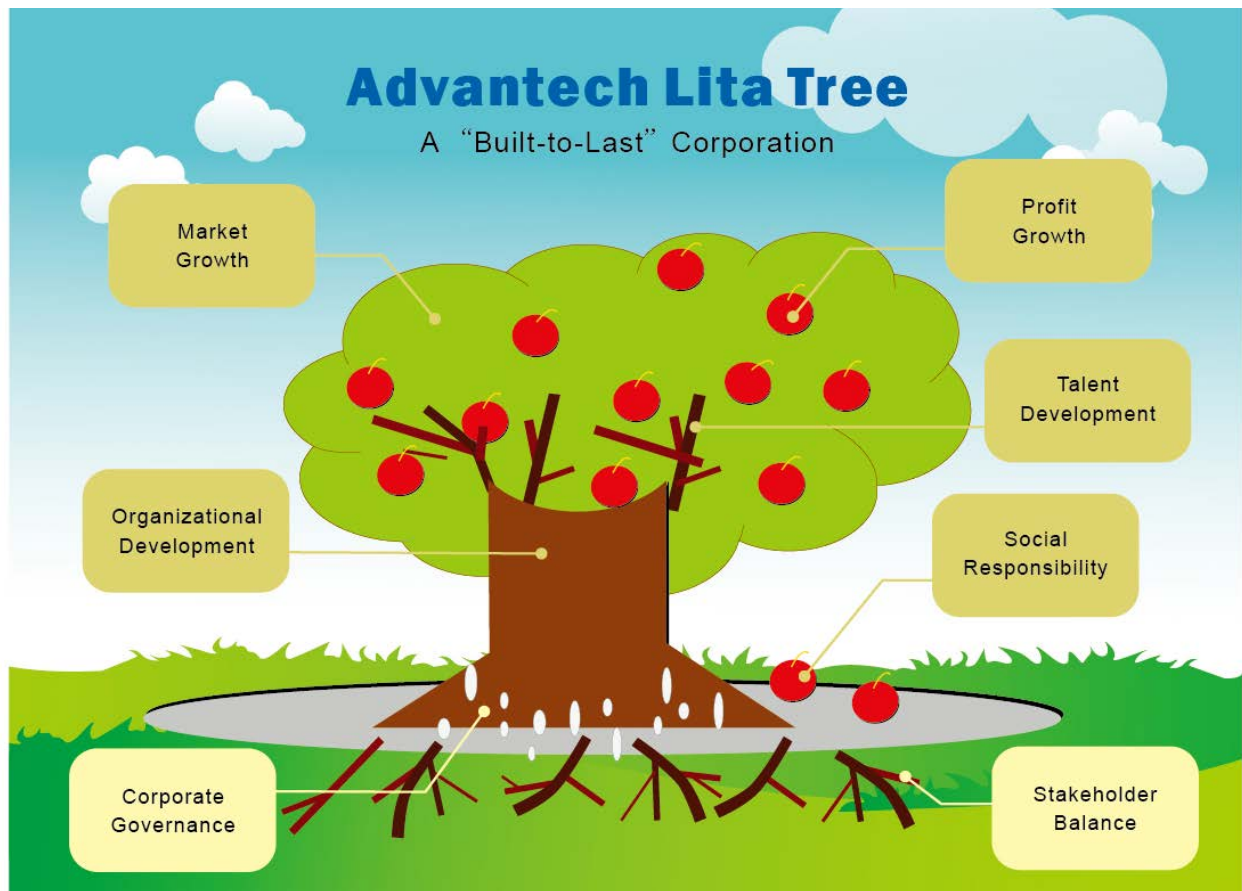 Advantech Lita Tree
A “Built-to-Last” Corporation
Market
Growth
Profit
Growth
Talent
Development
Organizational
Development
Social
Responsibility
Corporate
Governance
Stakeholder
Balance